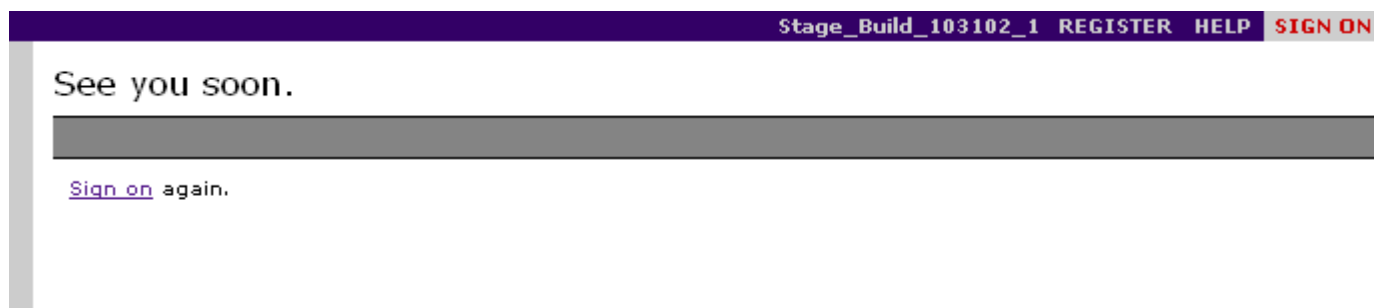 Stage_Build_103102_1 REGISTER HELP SIGN ON
See you soon.
Sign on again.